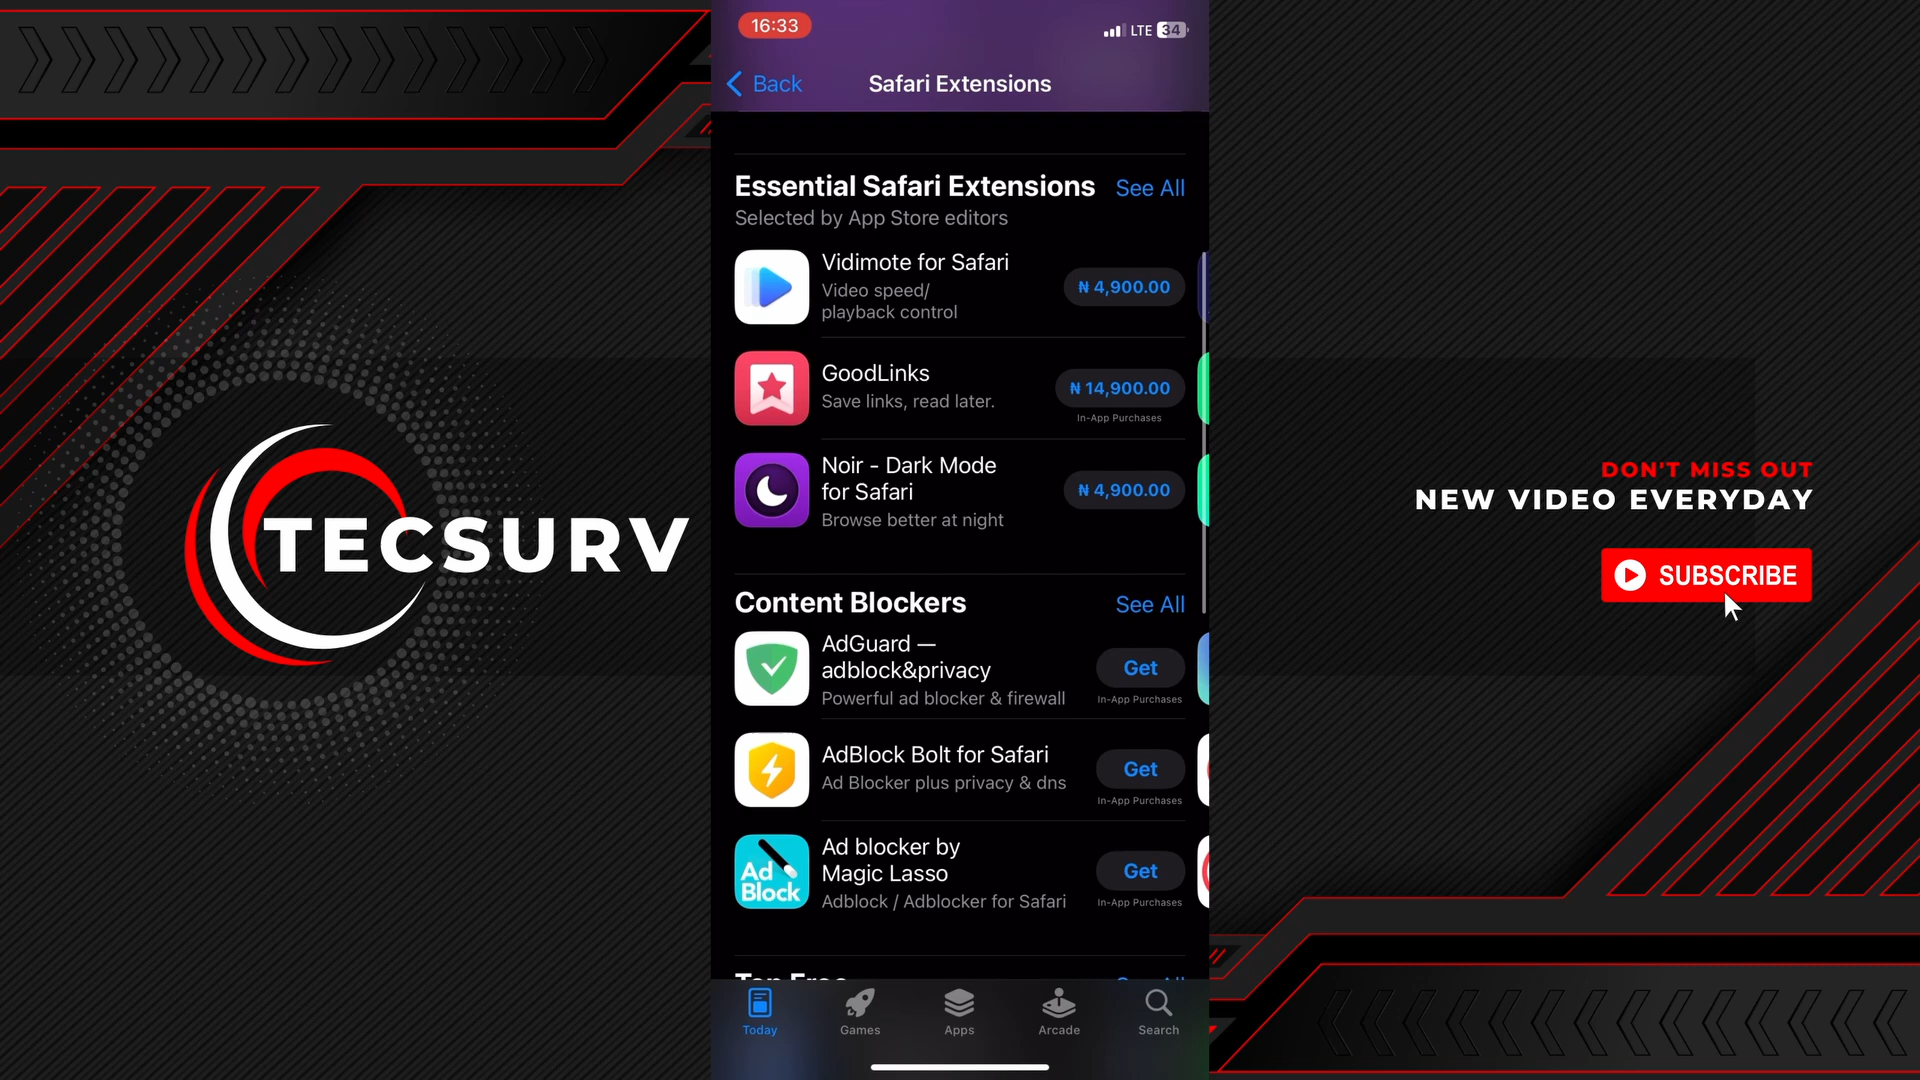 16:33
LTE 34
Back
Safari Extensions
Essential Safari Extensions See All
Selected by App Store editors
Vidimote for Safari
Video speed/
playback control
₦ 4,900.00
GoodLinks
Save links, read later.
₦ 14,900.00
In-App Purchases
Noir - Dark Mode
for Safari
Browse better at night
₦ 4,900.00
Content Blockers See All
AdGuard —
adblock&privacy
Powerful ad blocker & firewall
Get
In-App Purchases
AdBlock Bolt for Safari
Ad Blocker plus privacy & dns
Get
In-App Purchases
Ad
Block
Ad blocker by
Magic Lasso
Adblock / Adblocker for Safari
Get
In-App Purchases
Top Free See All
Today Games Apps Arcade Search
TECSURV
DON'T MISS OUT
NEW VIDEO EVERYDAY
SUBSCRIBE